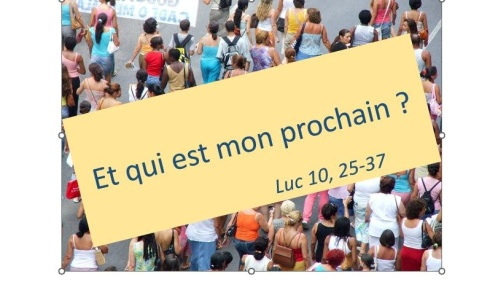 Et qui est mon prochain ?
Luc 10, 25-37